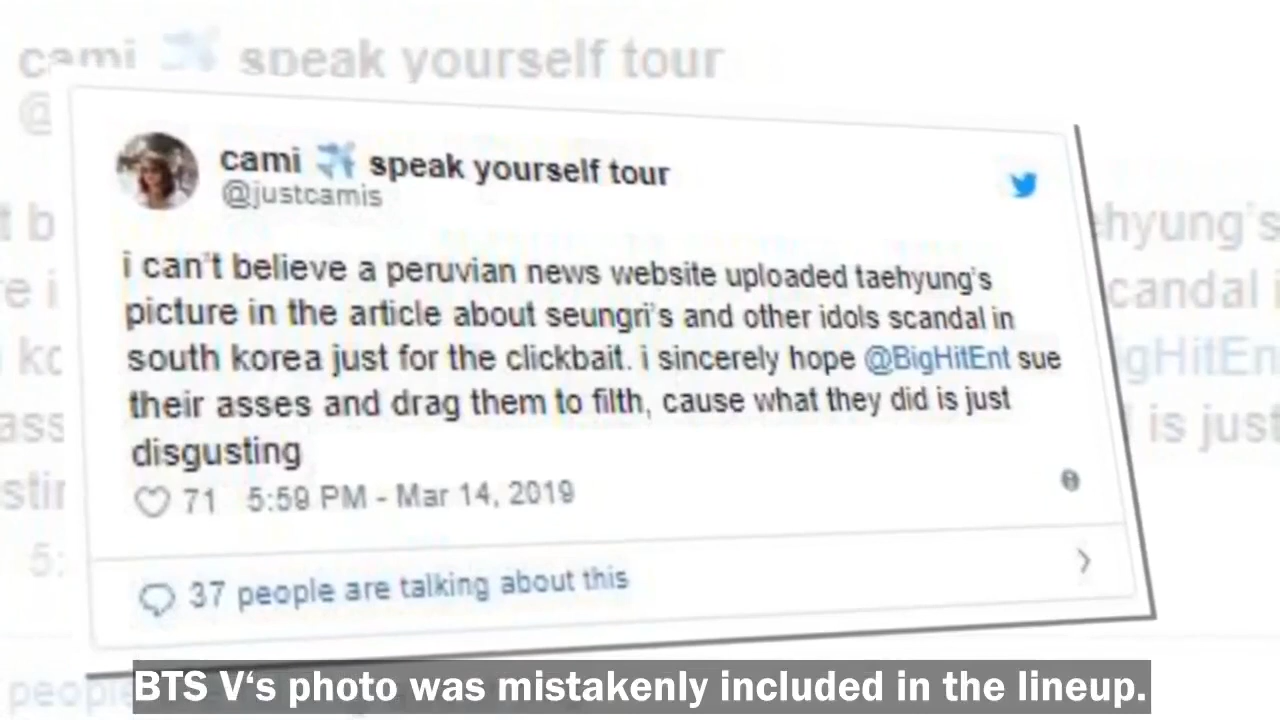 cami ✈️ speak yourself tour
@
cami ✈️ speak yourself tour
@justcamis
i can't believe a peruvian news website uploaded taehyung's
picture in the article about seungri's and other idols scandal in
south korea just for the clickbait. i sincerely hope @BigHitEnt sue
their asses and drag them to filth, cause what they did is just
disgusting
71 5:59 PM - Mar 14, 2019
37 people are talking about this
BTS V‘s photo was mistakenly included in the lineup.